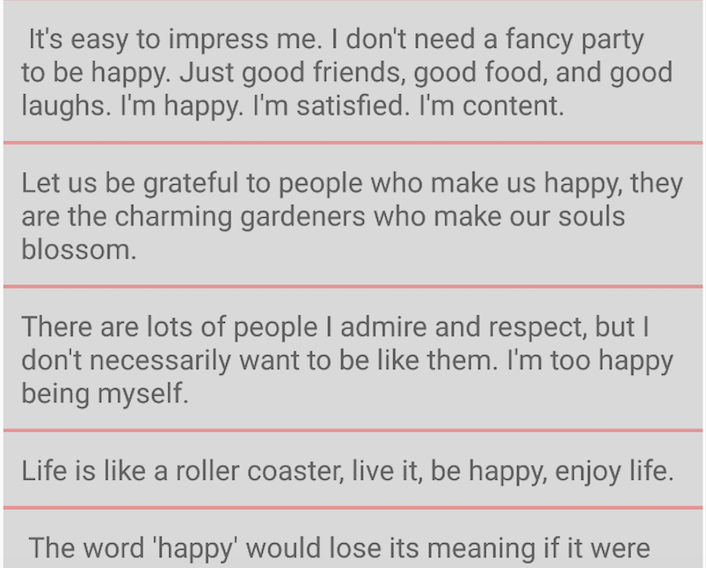 It's easy to impress me. I don't need a fancy party
to be happy. Just good friends, good food, and good
laughs. I'm happy. I'm satisfied. I'm content.
Let us be grateful to people who make us happy, they
are the charming gardeners who make our souls
blossom.
There are lots of people I admire and respect, but I
don't necessarily want to be like them. I'm too happy
being myself.
Life is like a roller coaster, live it, be happy, enjoy life.
The word 'happy' would lose its meaning if it were